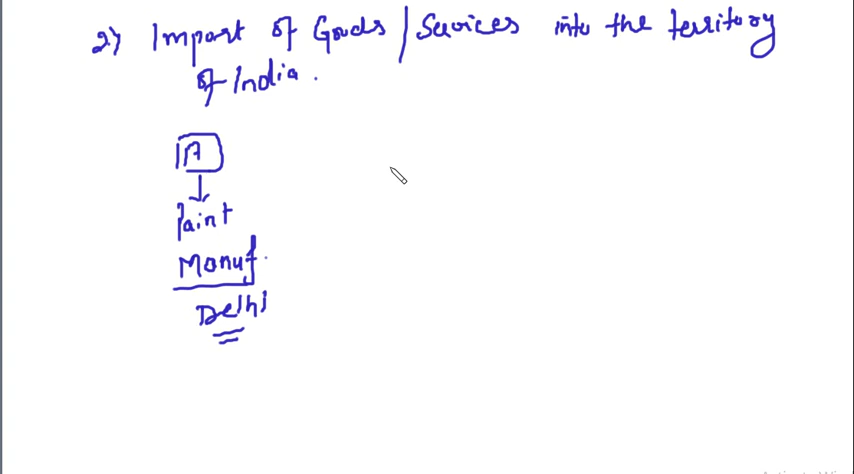 2) Import of Goods/Services into the territory
of India.
A
Paint
Manuf.
Delhi